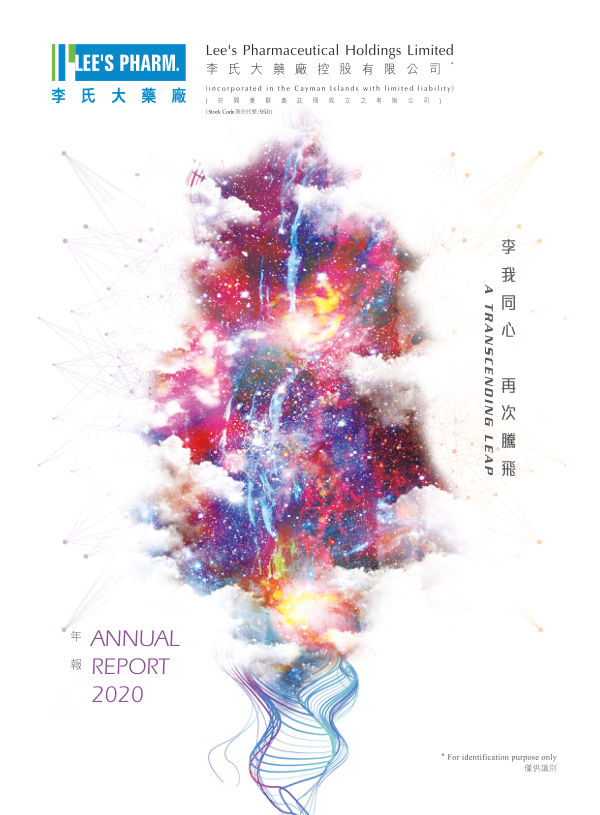 LEE'S PHARM.
李氏大藥廠
Lee's Pharmaceutical Holdings Limited
李氏大藥廠控股有限公司*
(incorporated in the Cayman Islands with limited liability)
(於開曼群島註冊成立之有限公司)
(Stock Code 股份代號: 950)
李我同心 再次騰飛
A TRANSCENDING LEAP
年報
ANNUAL
REPORT
2020
* For identification purpose only
僅供識別